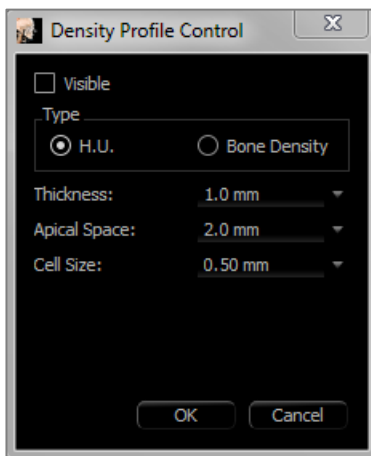 Density Profile Control
Visible
Type
H.U. Bone Density
Thickness: 1.0 mm
Apical Space: 2.0 mm
Cell Size: 0.50 mm
OK Cancel